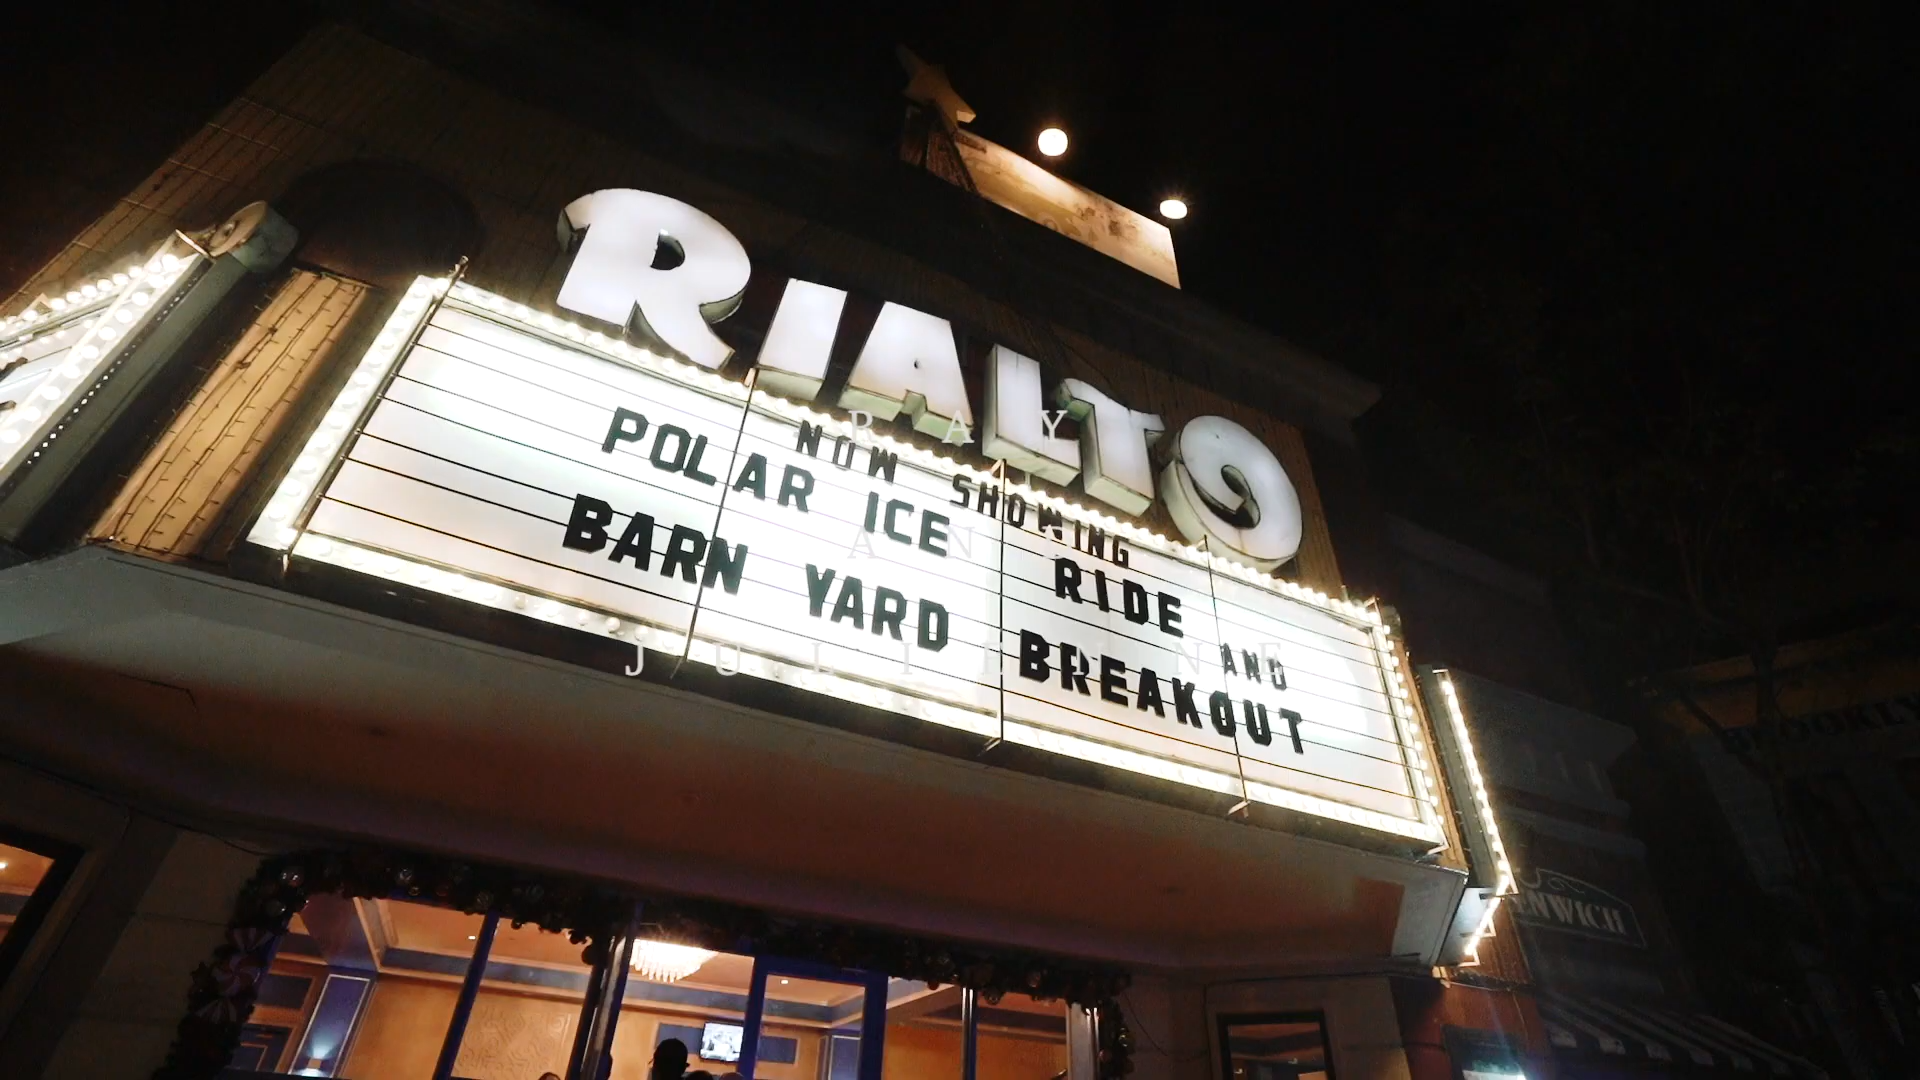 RIALTO
NOW SHOWING
POLAR ICE RIDE AND
BARN YARD BREAKOUT
RAY
AND
JULIENNE